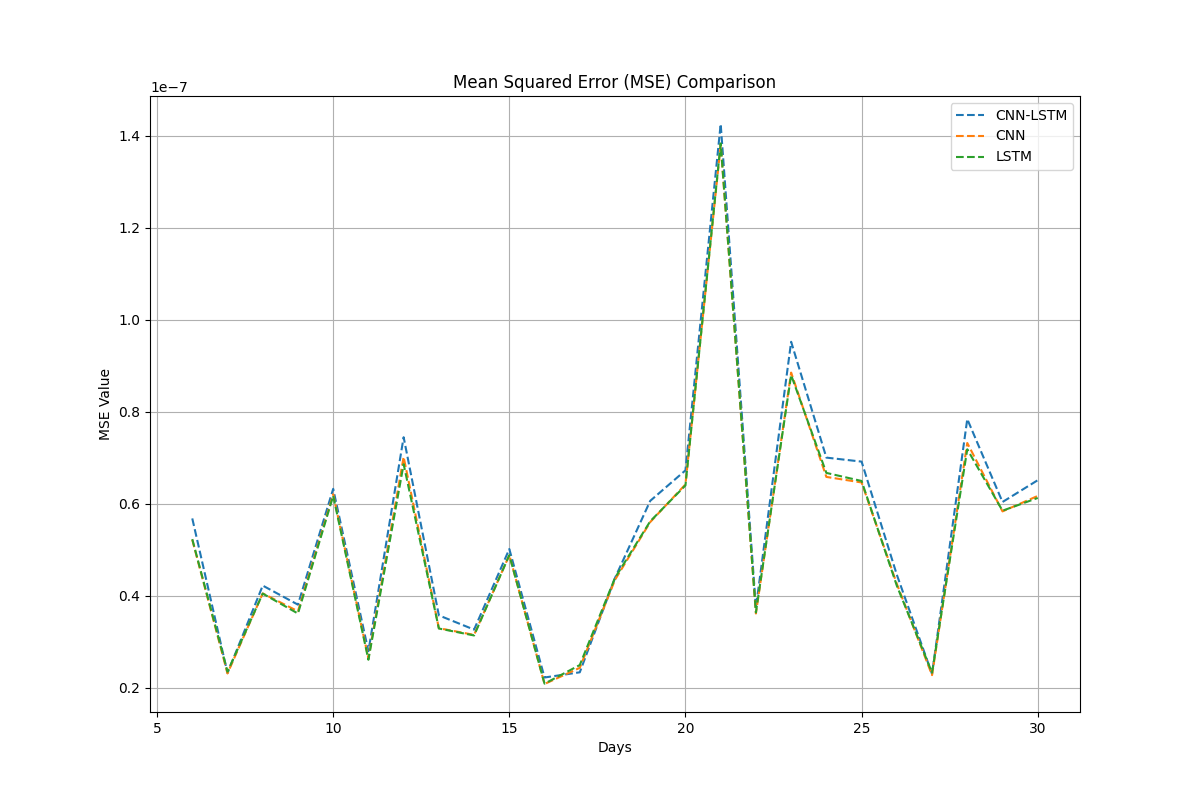 Mean Squared Error (MSE) Comparison
1e−7
CNN-LSTM
CNN
LSTM
1.4
1.2
1.0
0.8
0.6
0.4
0.2
MSE Value
5 10 15 20 25 30
Days